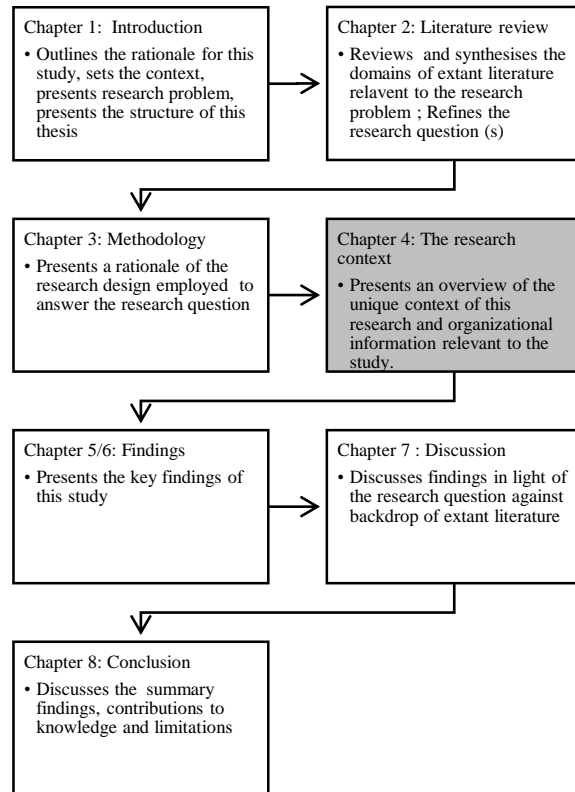 Chapter 1:  Introduction
• Outlines the rationale for this
study, sets the context,
presents research problem,
presents the structure of this
thesis
Chapter 2: Literature review
• Reviews  and synthesises the
domains of extant literature
relavent to the research
problem ; Refines the
research question (s)
Chapter 3: Methodology
• Presents a rationale of the
research design employed  to
answer the research question
Chapter 4: The research
context
• Presents an overview of the
unique context of this
research and organizational
information relevant to the
study.
Chapter 5/6: Findings
• Presents the key findings of
this study
Chapter 7 : Discussion
• Discusses findings in light of
the research question against
backdrop of extant literature
Chapter 8: Conclusion
• Discusses the  summary
findings, contributions to
knowledge and limitations